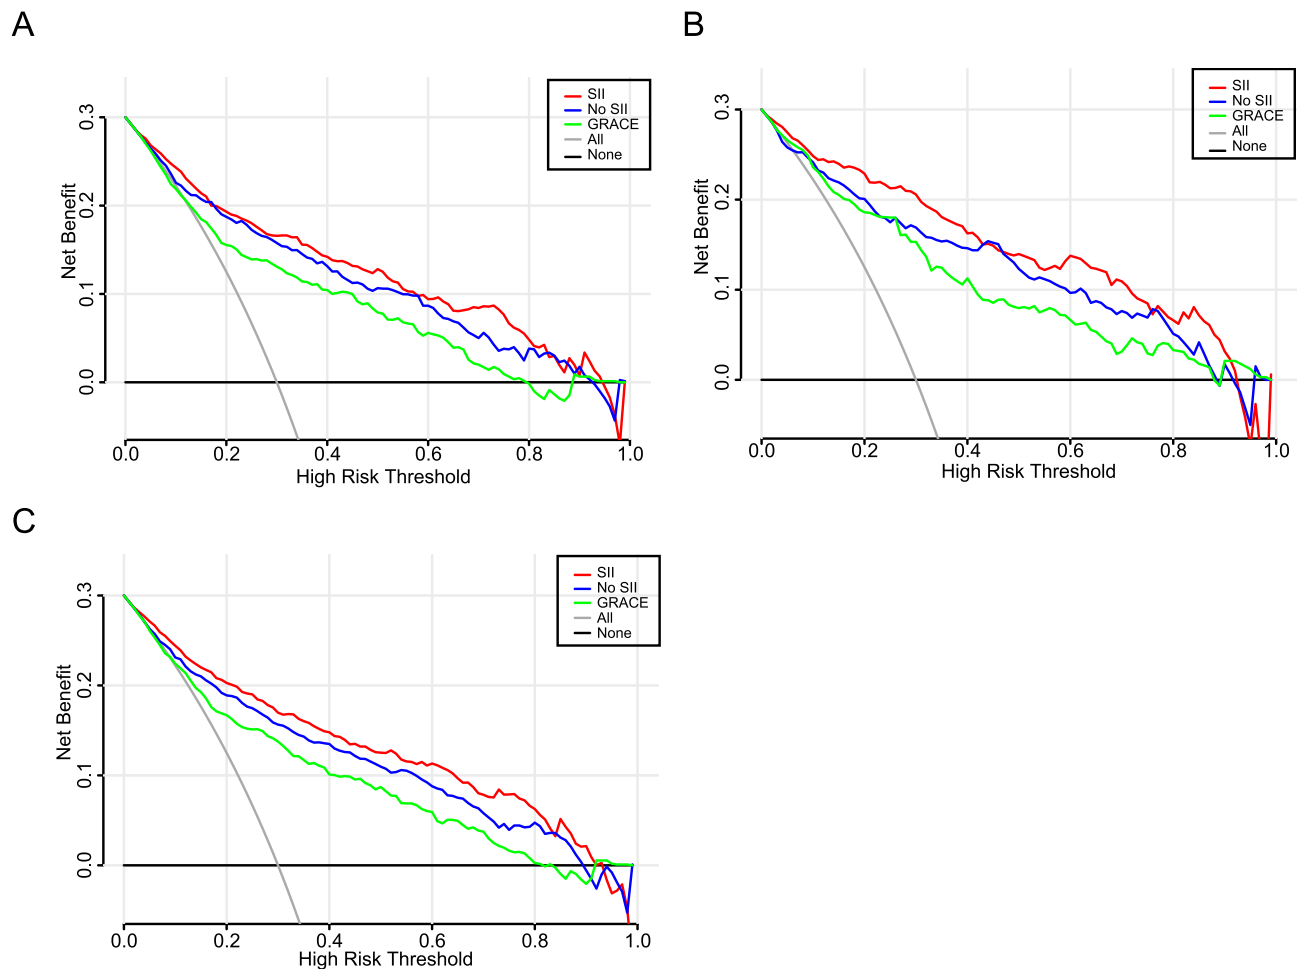 A
Net Benefit
0.3
0.2
0.1
0.0
SII
No SII
GRACE
All
None
0.0 0.2 0.4 0.6 0.8 1.0
High Risk Threshold
B
Net Benefit
0.3
0.2
0.1
0.0
SII
No SII
GRACE
All
None
0.0 0.2 0.4 0.6 0.8 1.0
High Risk Threshold
C
Net Benefit
0.3
0.2
0.1
0.0
SII
No SII
GRACE
All
None
0.0 0.2 0.4 0.6 0.8 1.0
High Risk Threshold